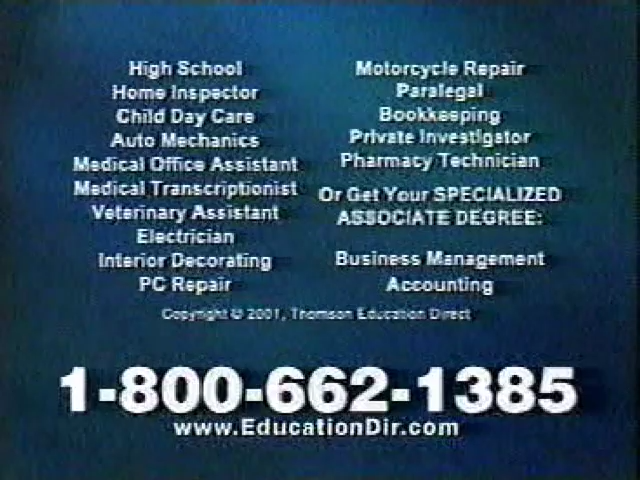 High School
Home Inspector
Child Day Care
Auto Mechanics
Medical Office Assistant
Medical Transcriptionist
Veterinary Assistant
Electrician
Interior Decorating
PC Repair
Motorcycle Repair
Paralegal
Bookkeeping
Private Investigator
Pharmacy Technician
Or Get Your SPECIALIZED
ASSOCIATE DEGREE:
Business Management
Accounting
Copyright © 2001, Thomson Education Direct
1-800-662-1385
www.EducationDir.com